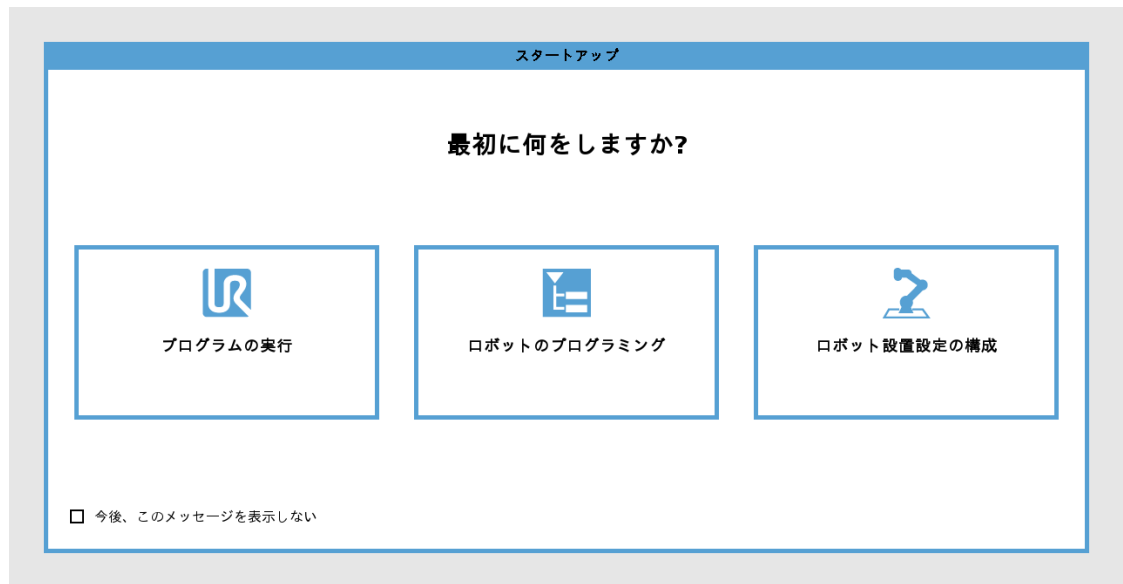 スタートアップ
最初に何をしますか?
UR
プログラムの実行
ロボットのプログラミング
ロボット設置設定の構成
今後、このメッセージを表示しない